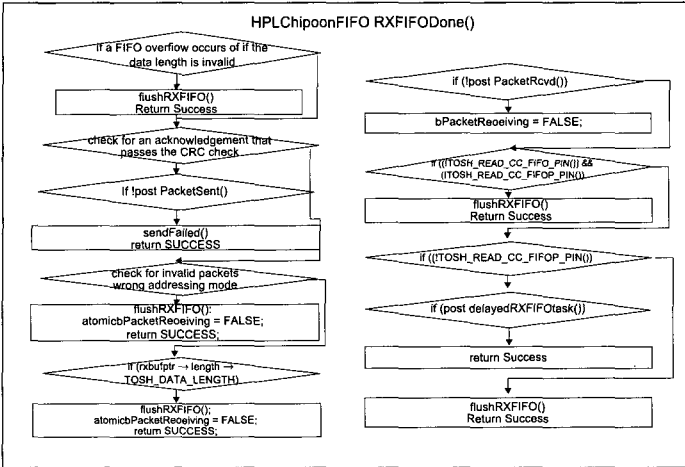 HPLChipoonFIFO RXFIFODone()
if a FIFO overflow occurs of if the
data length is invalid
flushRXFIFO()
Return Success
check for an acknowledgement that
passes the CRC check
If !post PacketSent()
sendFailed()
return SUCCESS
check for invalid packets
wrong addressing mode
flushRXFIFO():
atomicbPacketReceiving = FALSE;
return SUCCESS;
if (rxbufptr → length →
TOSH_DATA_LENGTH)
flushRXFIFO();
atomicbPacketReceiving = FALSE;
return SUCCESS;
if (!post PacketRcvd())
bPacketReceiving = FALSE;
if ((!TOSH_READ_CC_FIFO_PIN()) &&
(!TOSH_READ_CC_FIFOP_PIN())
flushRXFIFO()
Return Success
if ((!TOSH_READ_CC_FIFOP_PIN())
if (post delayedRXFIFOtask())
return Success
flushRXFIFO()
Return Success